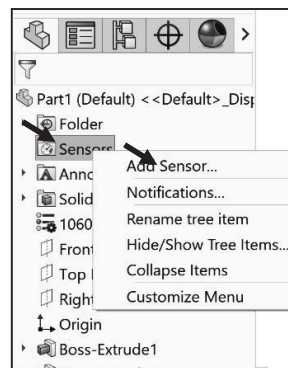 Part1 (Default) <<Default>_Disp
Folder
Sensors
Add Sensor...
Notifications...
Rename tree item
Hide/Show Tree Items...
Collapse Items
Customize Menu
Anno
Solid
1060
Front
Top
Right
Origin
Boss-Extrude1